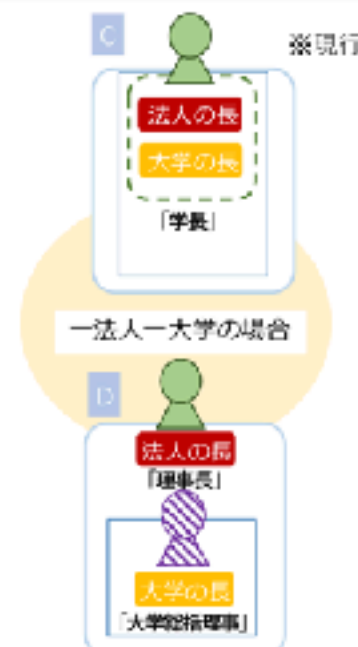 C
※現行
法人の長
大学の長
「学長」
一法人一大学の場合
D
法人の長
「理事長」
大学の長
「大学総括理事」